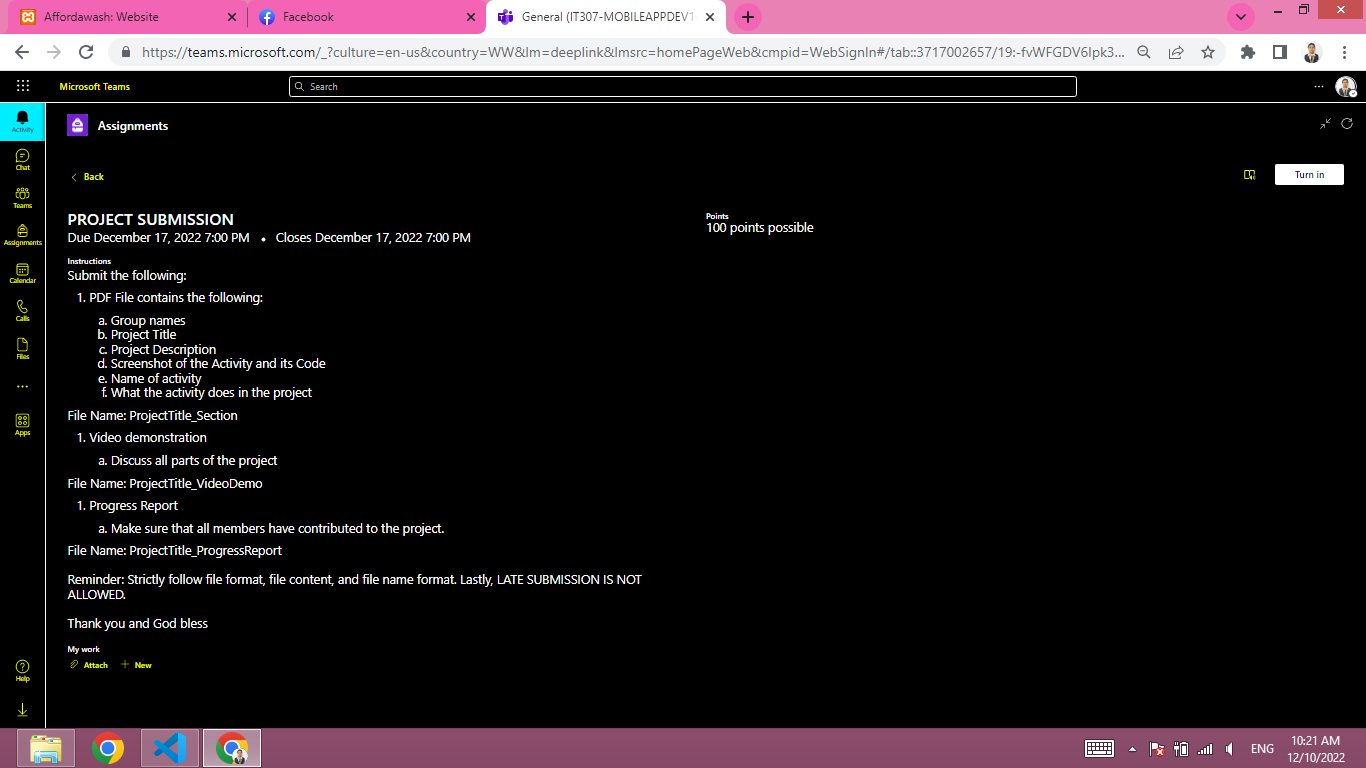 Affordawash: Website
Facebook
General (IT307-MOBILEAPPDEV1
https://teams.microsoft.com/_?culture=en-us&country=WW&lm=deeplink&lmsrc=homePageWeb&cmpid=WebSignIn#/tab::3717002657/19:-fvWFGDV6Ipk3...
Microsoft Teams
Search
Activity
Chat
Teams
Assignments
Calendar
Calls
Files
Apps
Help
Assignments
Back
Turn in
PROJECT SUBMISSION
Due December 17, 2022 7:00 PM • Closes December 17, 2022 7:00 PM
Points
100 points possible
Instructions
Submit the following:
1. PDF File contains the following:
a. Group names
b. Project Title
c. Project Description
d. Screenshot of the Activity and its Code
e. Name of activity
f. What the activity does in the project
File Name: ProjectTitle_Section
1. Video demonstration
a. Discuss all parts of the project
File Name: ProjectTitle_VideoDemo
1. Progress Report
a. Make sure that all members have contributed to the project.
File Name: ProjectTitle_ProgressReport
Reminder: Strictly follow file format, file content, and file name format. Lastly, LATE SUBMISSION IS NOT
ALLOWED.
Thank you and God bless
My work
Attach
New
ENG
10:21 AM
12/10/2022